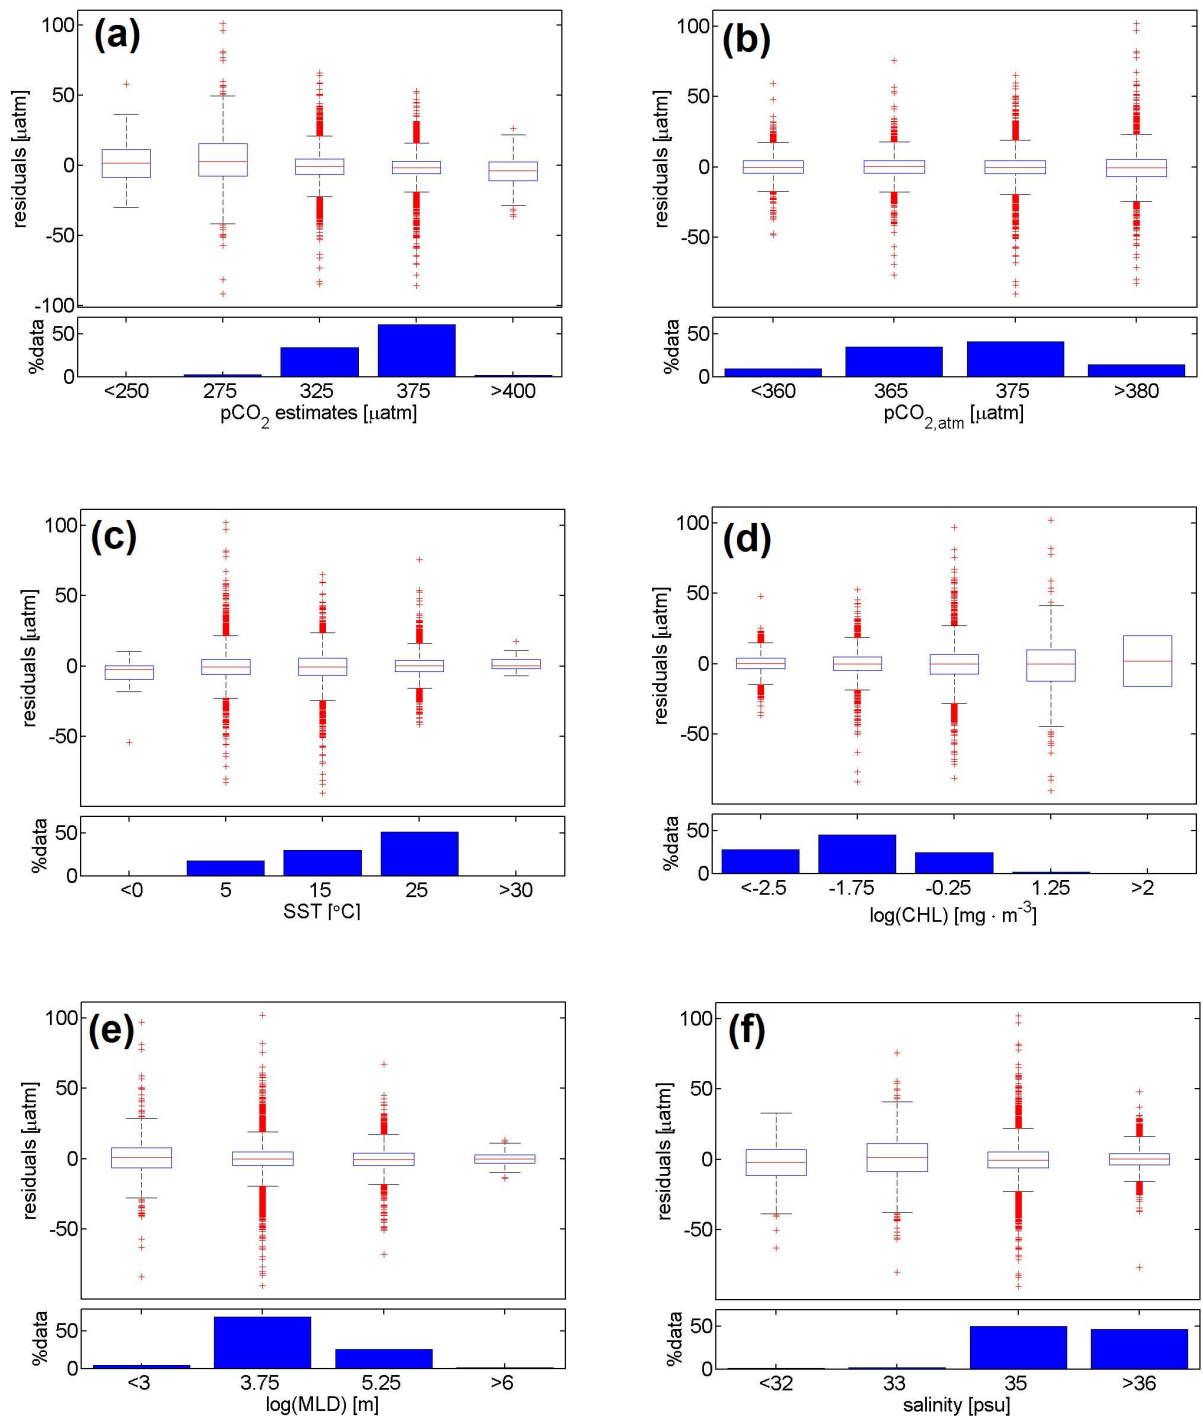 (a)
100
50
0
-50
-100
residuals [μatm]
50
0
%data
<250 275 325 375 >400
pCO2 estimates [μatm]
(b)
100
50
0
-50
residuals [μatm]
50
0
%data
<360 365 375 >380
pCO2,atm [μatm]
(c)
100
50
0
-50
residuals [μatm]
50
0
%data
<0 5 15 25 >30
SST [°C]
(d)
100
50
0
-50
residuals [μatm]
50
0
%data
<-2.5 -1.75 -0.25 1.25 >2
log(CHL) [mg · m-3]
(e)
100
50
0
-50
residuals [μatm]
50
0
%data
<3 3.75 5.25 >6
log(MLD) [m]
(f)
100
50
0
-50
residuals [μatm]
50
0
%data
<32 33 35 >36
salinity [psu]